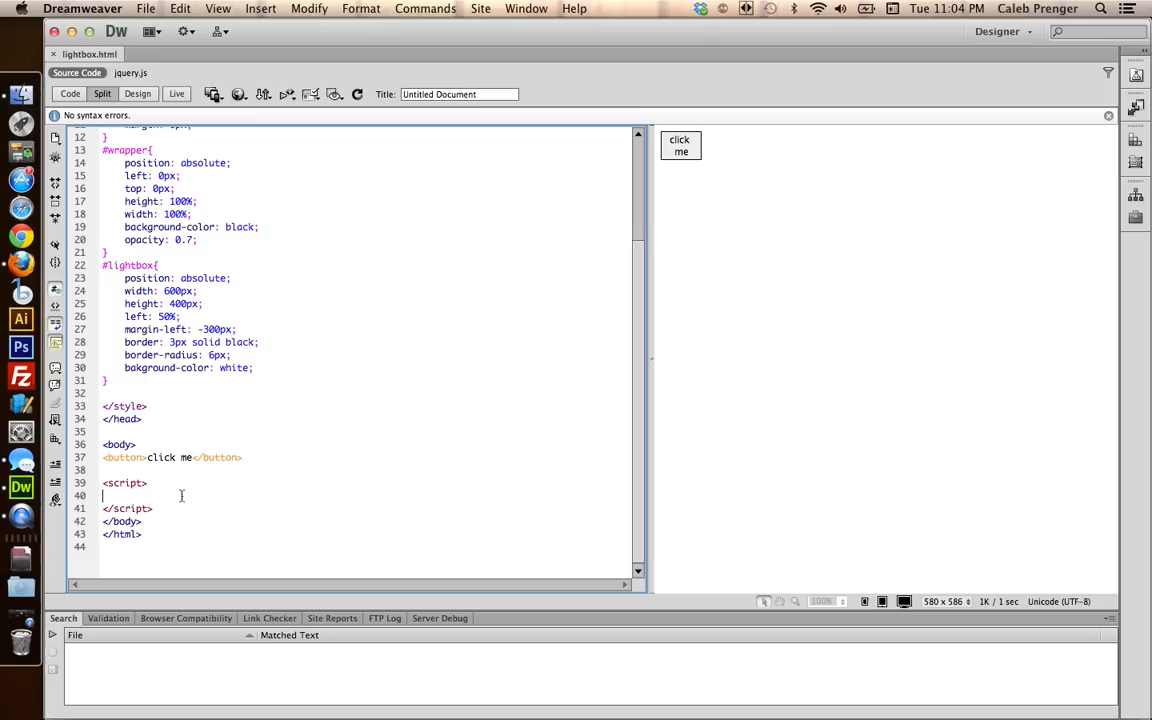 Dreamweaver File Edit View Insert Modify Format Commands Site Window Help Tue 11:04 PM Caleb Prenger
Dw Designer
lightbox.html
Source Code jquery.js
Code Split Design Live Title: Untitled Document
No syntax errors.
12 }
13 #wrapper{
14 position: absolute;
15 left: 0px;
16 top: 0px;
17 height: 100%;
18 width: 100%;
19 background-color: black;
20 opacity: 0.7;
21 }
22 #lightbox{
23 position: absolute;
24 width: 600px;
25 height: 400px;
26 left: 50%;
27 margin-left: -300px;
28 border: 3px solid black;
29 border-radius: 6px;
30 bakground-color: white;
31 }
32
33 </style>
34 </head>
35
36 <body>
37 <button>click me</button>
38
39 <script>
40
41 </script>
42 </body>
43 </html>
44
click
me
Ai
Ps
Fz
Dw
100% 580 x 586 1K / 1 sec Unicode (UTF-8)
Search Validation Browser Compatibility Link Checker Site Reports FTP Log Server Debug
File Matched Text